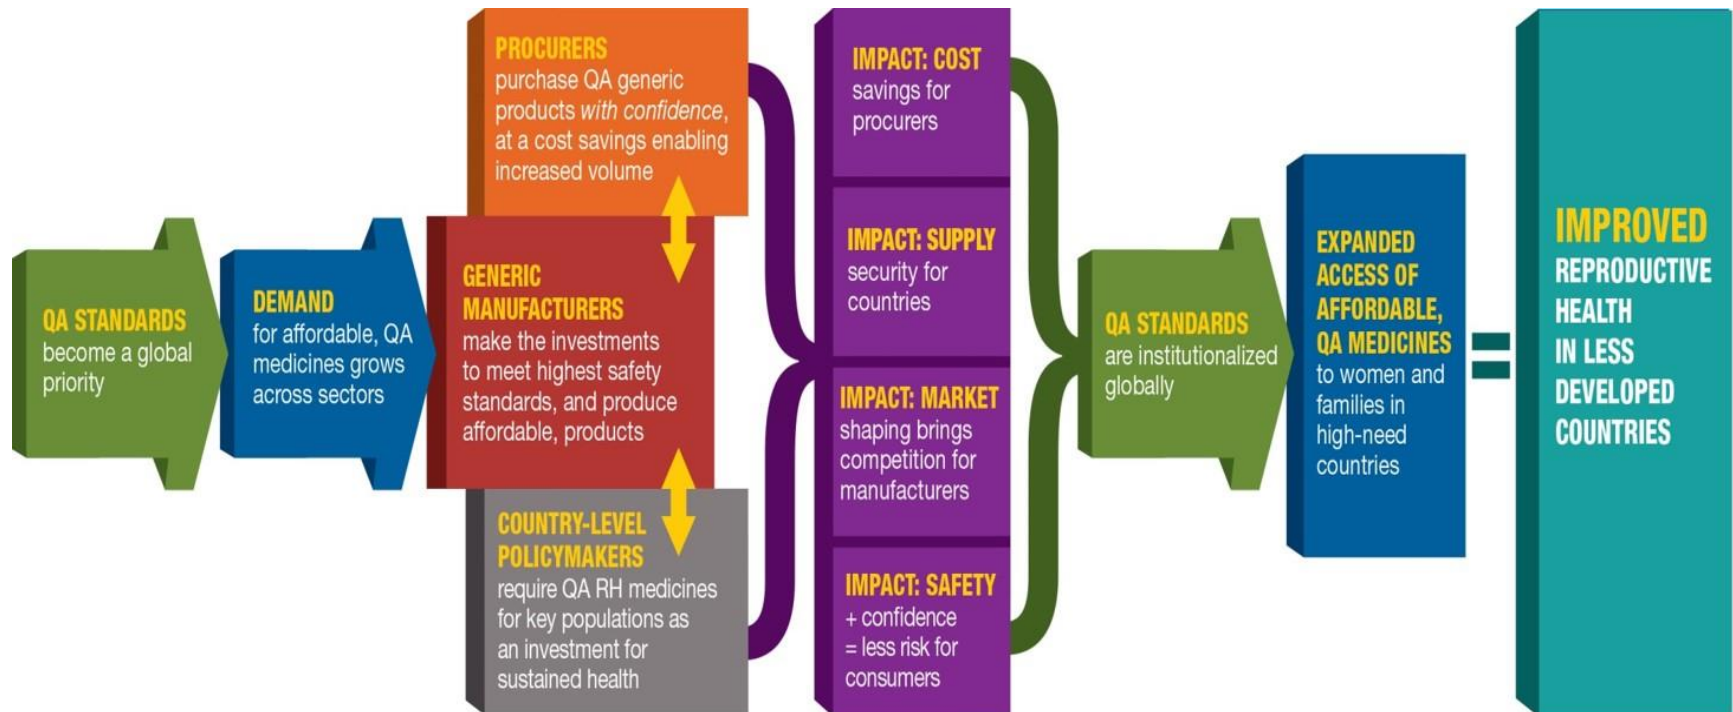 QA STANDARDS
become a global
priority
DEMAND
for affordable, QA
medicines grows
across sectors
PROCURERS
purchase QA generic
products with confidence,
at a cost savings enabling
increased volume
GENERIC
MANUFACTURERS
make the investments
to meet highest safety
standards, and produce
affordable, products
COUNTRY-LEVEL
POLICYMAKERS
require QA RH medicines
for key populations as
an investment for
sustained health
IMPACT: COST
savings for
procurers
IMPACT: SUPPLY
security for
countries
IMPACT: MARKET
shaping brings
competition for
manufacturers
IMPACT: SAFETY
+ confidence
= less risk for
consumers
QA STANDARDS
are institutionalized
globally
EXPANDED
ACCESS OF
AFFORDABLE,
QA MEDICINES
to women and
families in
high-need
countries
=
IMPROVED
REPRODUCTIVE
HEALTH
IN LESS
DEVELOPED
COUNTRIES